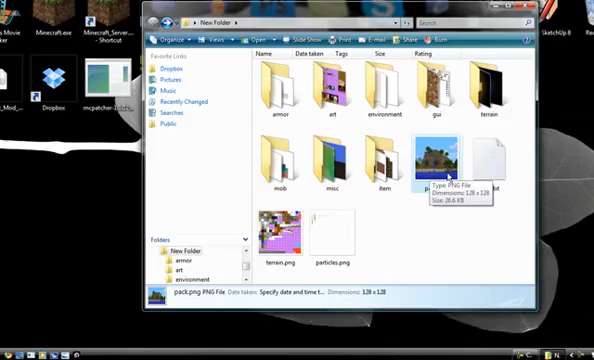 New Folder
Search
Organize
Views
Open
Slide Show
Print
E-mail
Share
Burn
Minecraft.exe
Minecraft_Server....
- Shortcut
SketchUp 8
Favorite Links
Dropbox
Pictures
Music
Recently Changed
Searches
Public
Name
Date taken
Tags
Size
Rating
Dropbox
armor
art
environment
gui
terrain
mob
misc
item
Type: PNG File
Dimensions: 128 x 128
Size: 26.6 KB
Folders
New Folder
armor
art
environment
terrain.png
particles.png
pack.png PNG File
Date taken: Specify date and time t...
Dimensions: 128 x 128